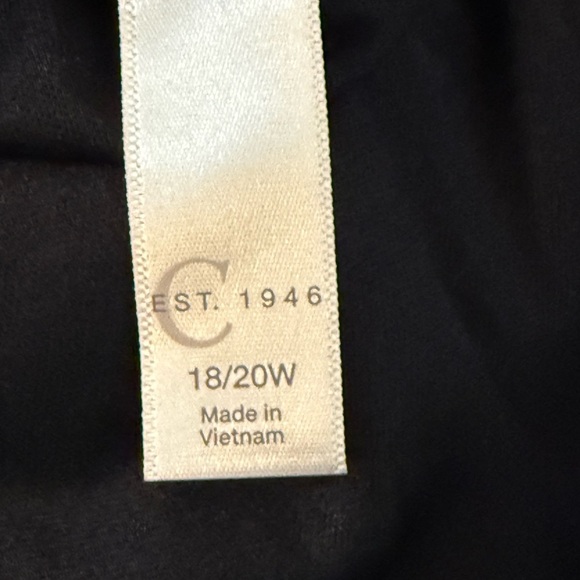 C
EST. 1946
18/20W
Made in
Vietnam